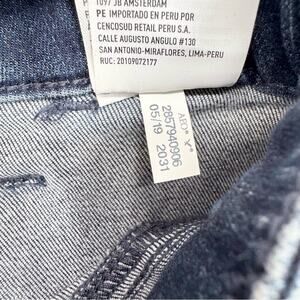 1097 JB AMSTERDAM
PE IMPORTADO EN PERU POR
CENCOSUD RETAIL PERU S.A.
CALLE AUGUSTO ANGULO #130
SAN ANTONIO-MIRAFLORES, LIMA-PERU
RUC: 20109072177
2857940906
05/19 2031